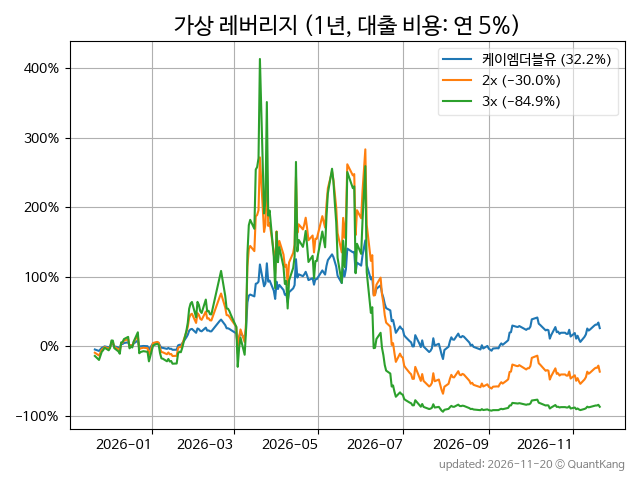 가상 레버리지 (1년, 대출 비용: 연 5%)
케이엠더블유 (32.2%)
2x (-30.0%)
3x (-84.9%)
400%
300%
200%
100%
0%
-100%
2026-01 2026-03 2026-05 2026-07 2026-09 2026-11
updated: 2026-11-20 © QuantKang